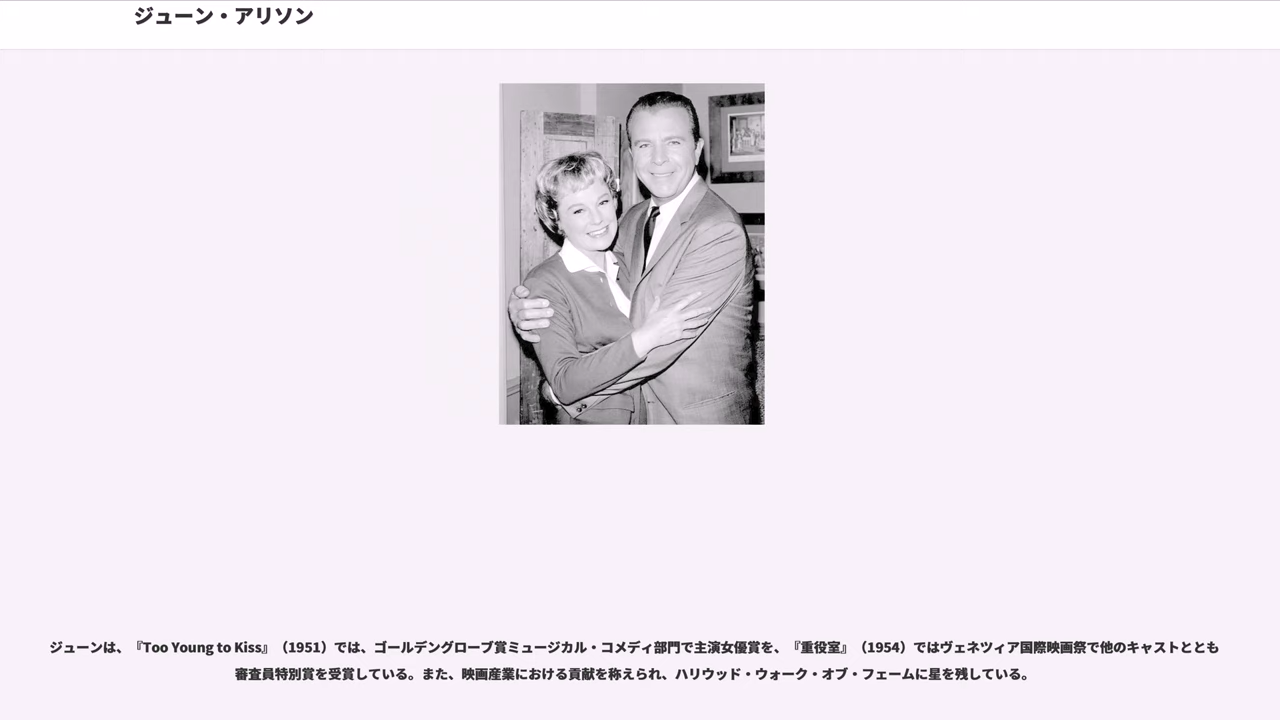 ジューン・アリソン
ジューンは、『Too Young to Kiss』（1951）では、ゴールデングローブ賞ミュージカル・コメディ部門で主演女優賞を、『重役室』（1954）ではヴェネツィア国際映画祭で他のキャストととも
審査員特別賞を受賞している。また、映画産業における貢献を称えられ、ハリウッド・ウォーク・オブ・フェームに星を残している。